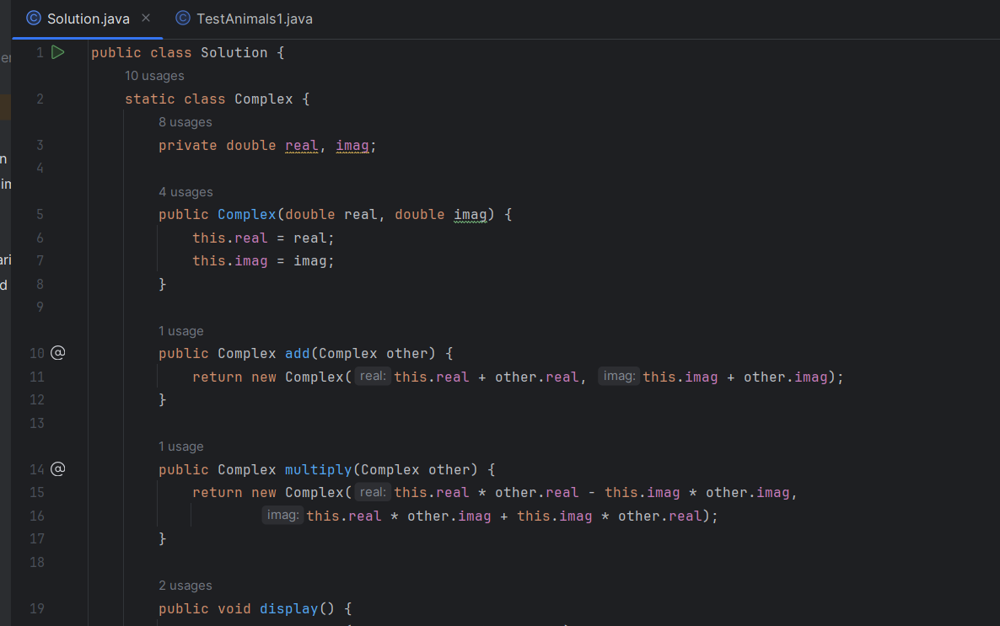 Solution.java
TestAnimals1.java
er
n
in
ari
d
1 public class Solution {
10 usages
2 static class Complex {
8 usages
3 private double real, imag;
4
4 usages
5 public Complex(double real, double imag) {
6 this.real = real;
7 this.imag = imag;
8 }
9
1 usage
10 @ public Complex add(Complex other) {
11 return new Complex( real: this.real + other.real, imag: this.imag + other.imag);
12 }
13
1 usage
14 @ public Complex multiply(Complex other) {
15 return new Complex( real: this.real * other.real - this.imag * other.imag,
16 imag: this.real * other.imag + this.imag * other.real);
17 }
18
2 usages
19 public void display() {